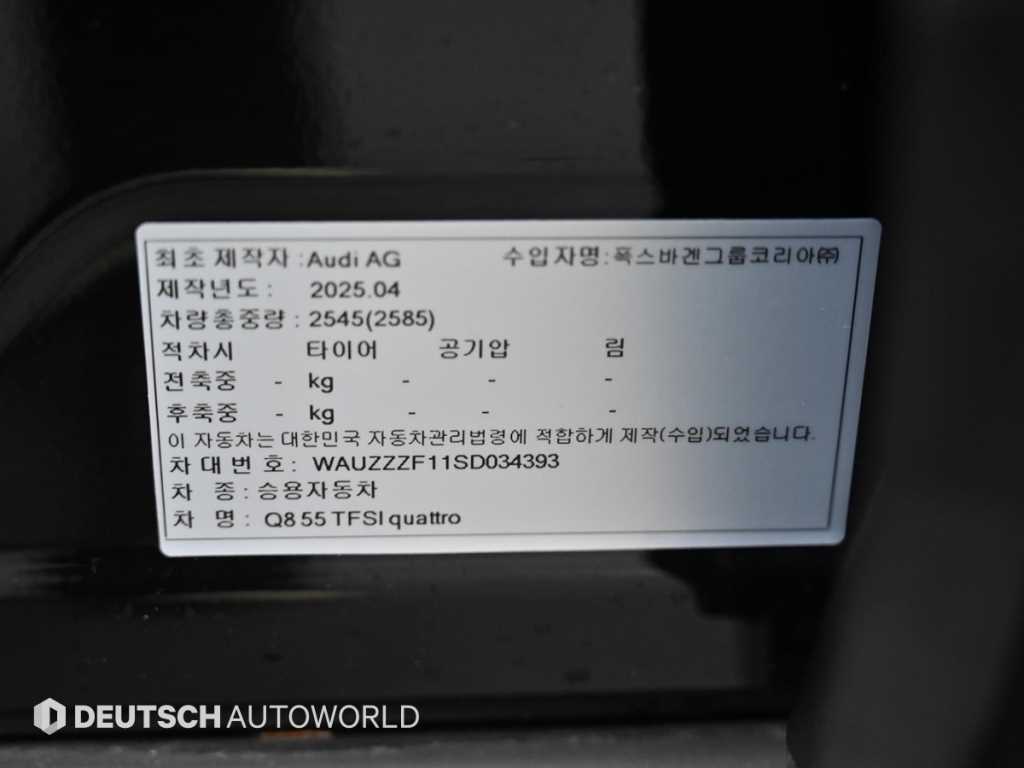 최초 제작자 : Audi AG 수입자명 : 폭스바겐그룹코리아㈜
제작년도 : 2025.04
차량총중량 : 2545(2585)
적차시 타이어 공기압 림
전축중 - kg - - -
후축중 - kg - - -
이 자동차는 대한민국 자동차관리법령에 적합하게 제작(수입)되었습니다.
차대번호 : WAUZZZF11SD034393
차 종 : 승용자동차
차 명 : Q8 55 TFSI quattro
DEUTSCH AUTOWORLD